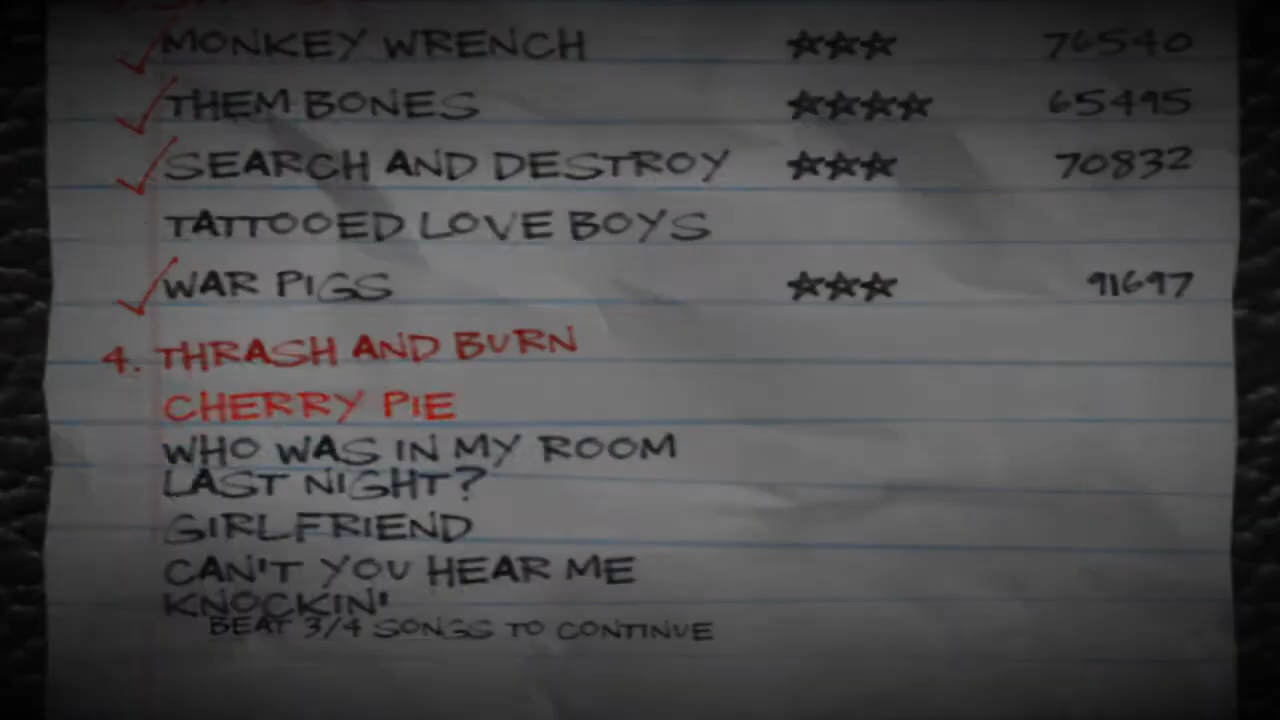 MONKEY WRENCH ★★★ 76540
THEM BONES ★★★★ 65495
SEARCH AND DESTROY ★★★ 70832
TATTOOED LOVE BOYS
WAR PIGS ★★★ 91697
4. THRASH AND BURN
CHERRY PIE
WHO WAS IN MY ROOM
LAST NIGHT?
GIRLFRIEND
CAN'T YOU HEAR ME
KNOCKIN'
BEAT 3/4 SONGS TO CONTINUE